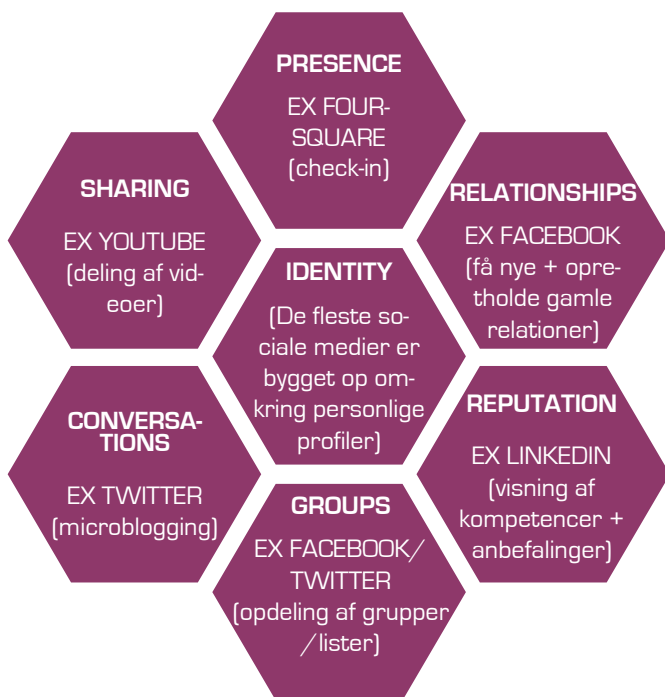 PRESENCE
EX FOUR-
SQUARE
(check-in)
SHARING
EX YOUTUBE
(deling af vid-
eoer)
RELATIONSHIPS
EX FACEBOOK
(få nye + opre-
tholde gamle
relationer)
IDENTITY
(De fleste so-
ciale medier er
bygget op om-
kring personlige
profiler)
CONVERSA-
TIONS
EX TWITTER
(microblogging)
REPUTATION
EX LINKEDIN
(visning af
kompetencer +
anbefalinger)
GROUPS
EX FACEBOOK/
TWITTER
(opdeling af grupper
/lister)